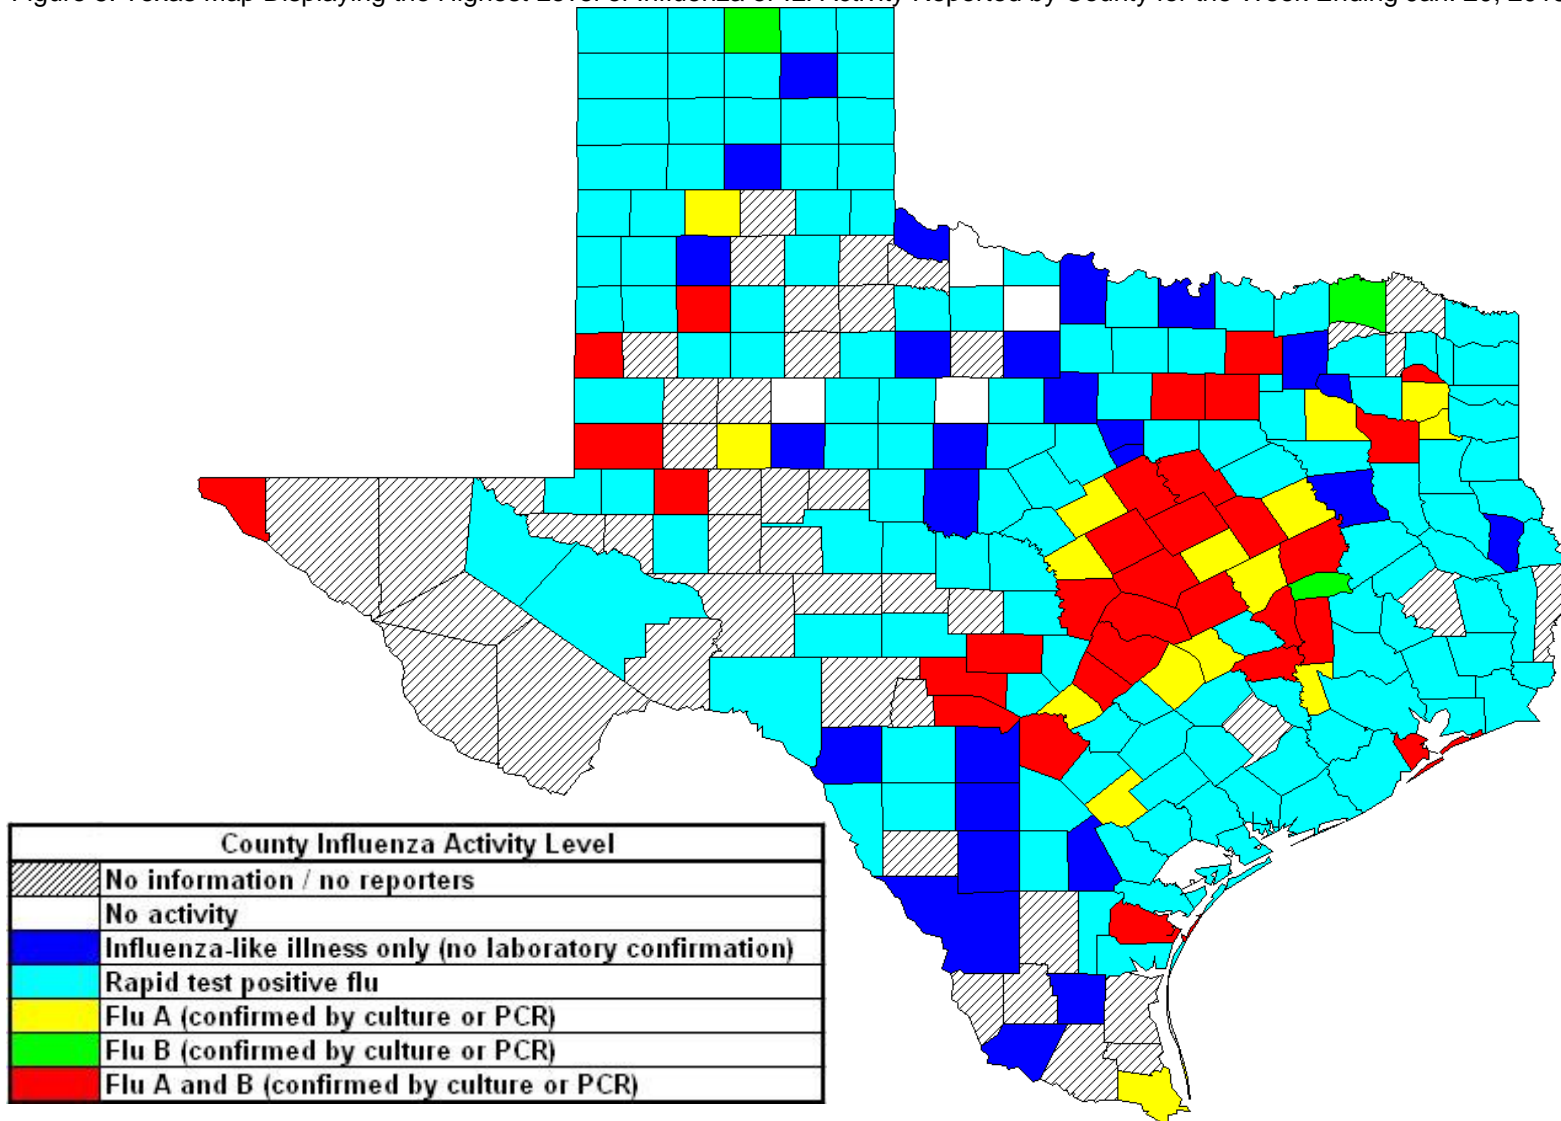 County Influenza Activity Level
No information / no reporters
No activity
Influenza-like illness only (no laboratory confirmation)
Rapid test positive flu
Flu A (confirmed by culture or PCR)
Flu B (confirmed by culture or PCR)
Flu A and B (confirmed by culture or PCR)